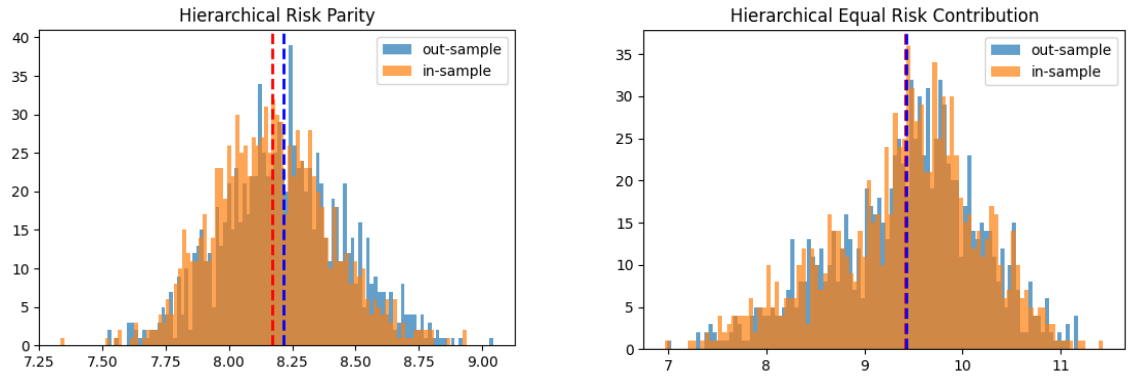 Hierarchical Risk Parity
out-sample
in-sample
40
35
30
25
20
15
10
5
0
7.25 7.50 7.75 8.00 8.25 8.50 8.75 9.00
Hierarchical Equal Risk Contribution
out-sample
in-sample
35
30
25
20
15
10
5
0
7 8 9 10 11